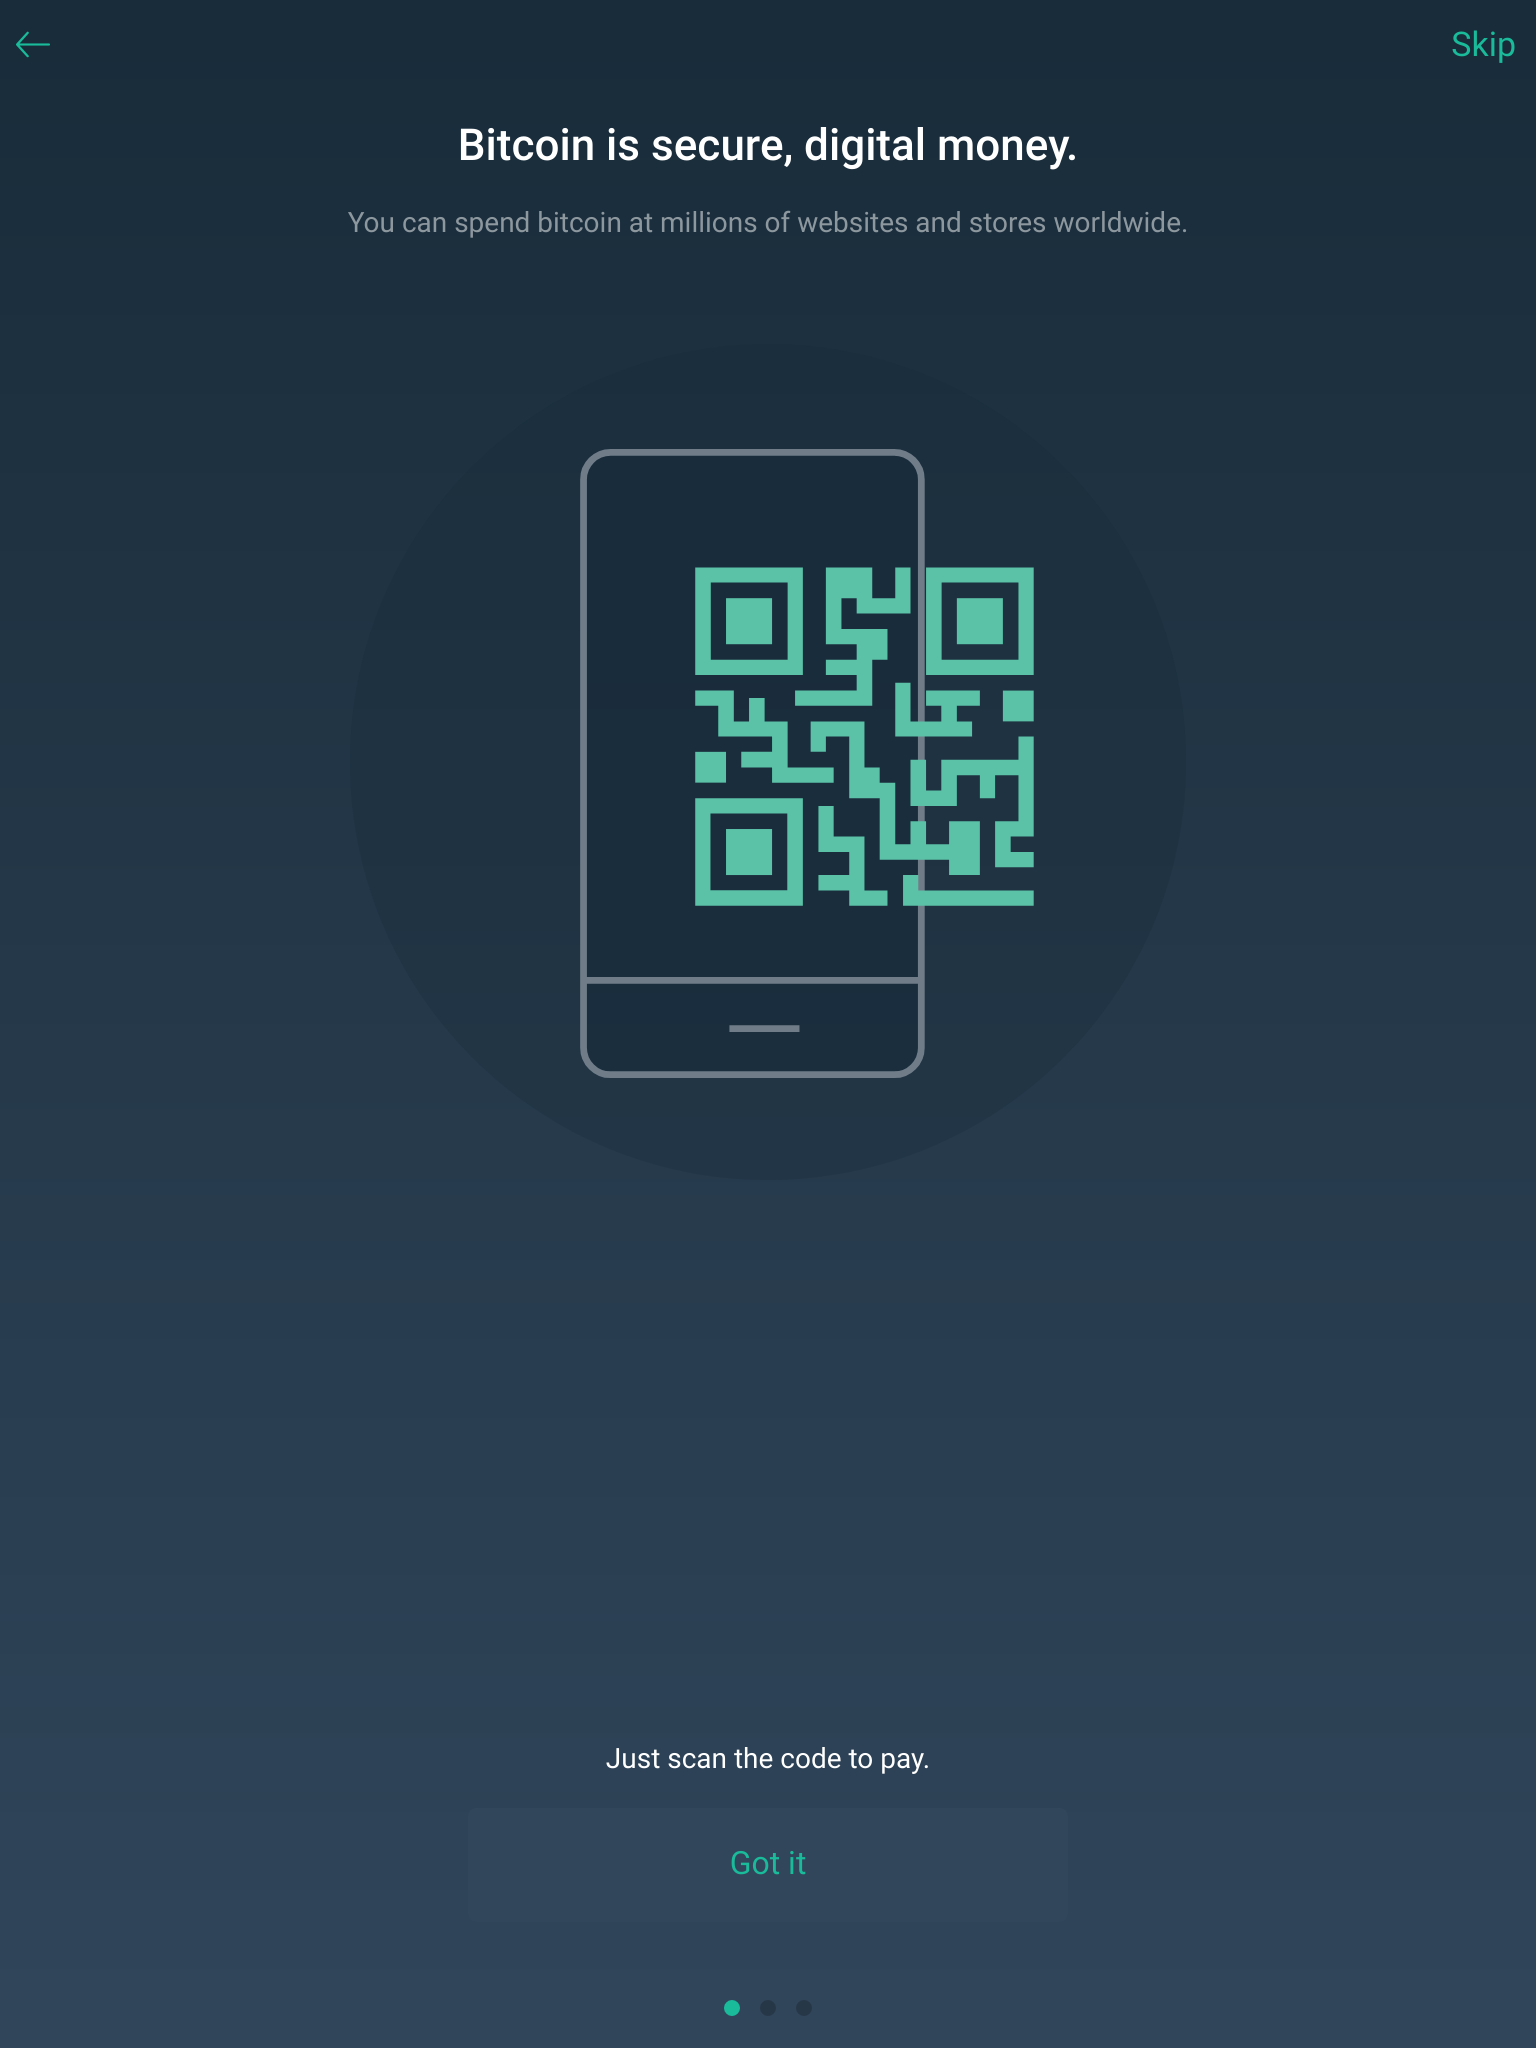 Skip
Bitcoin is secure, digital money.
You can spend bitcoin at millions of websites and stores worldwide.
Just scan the code to pay.
Got it